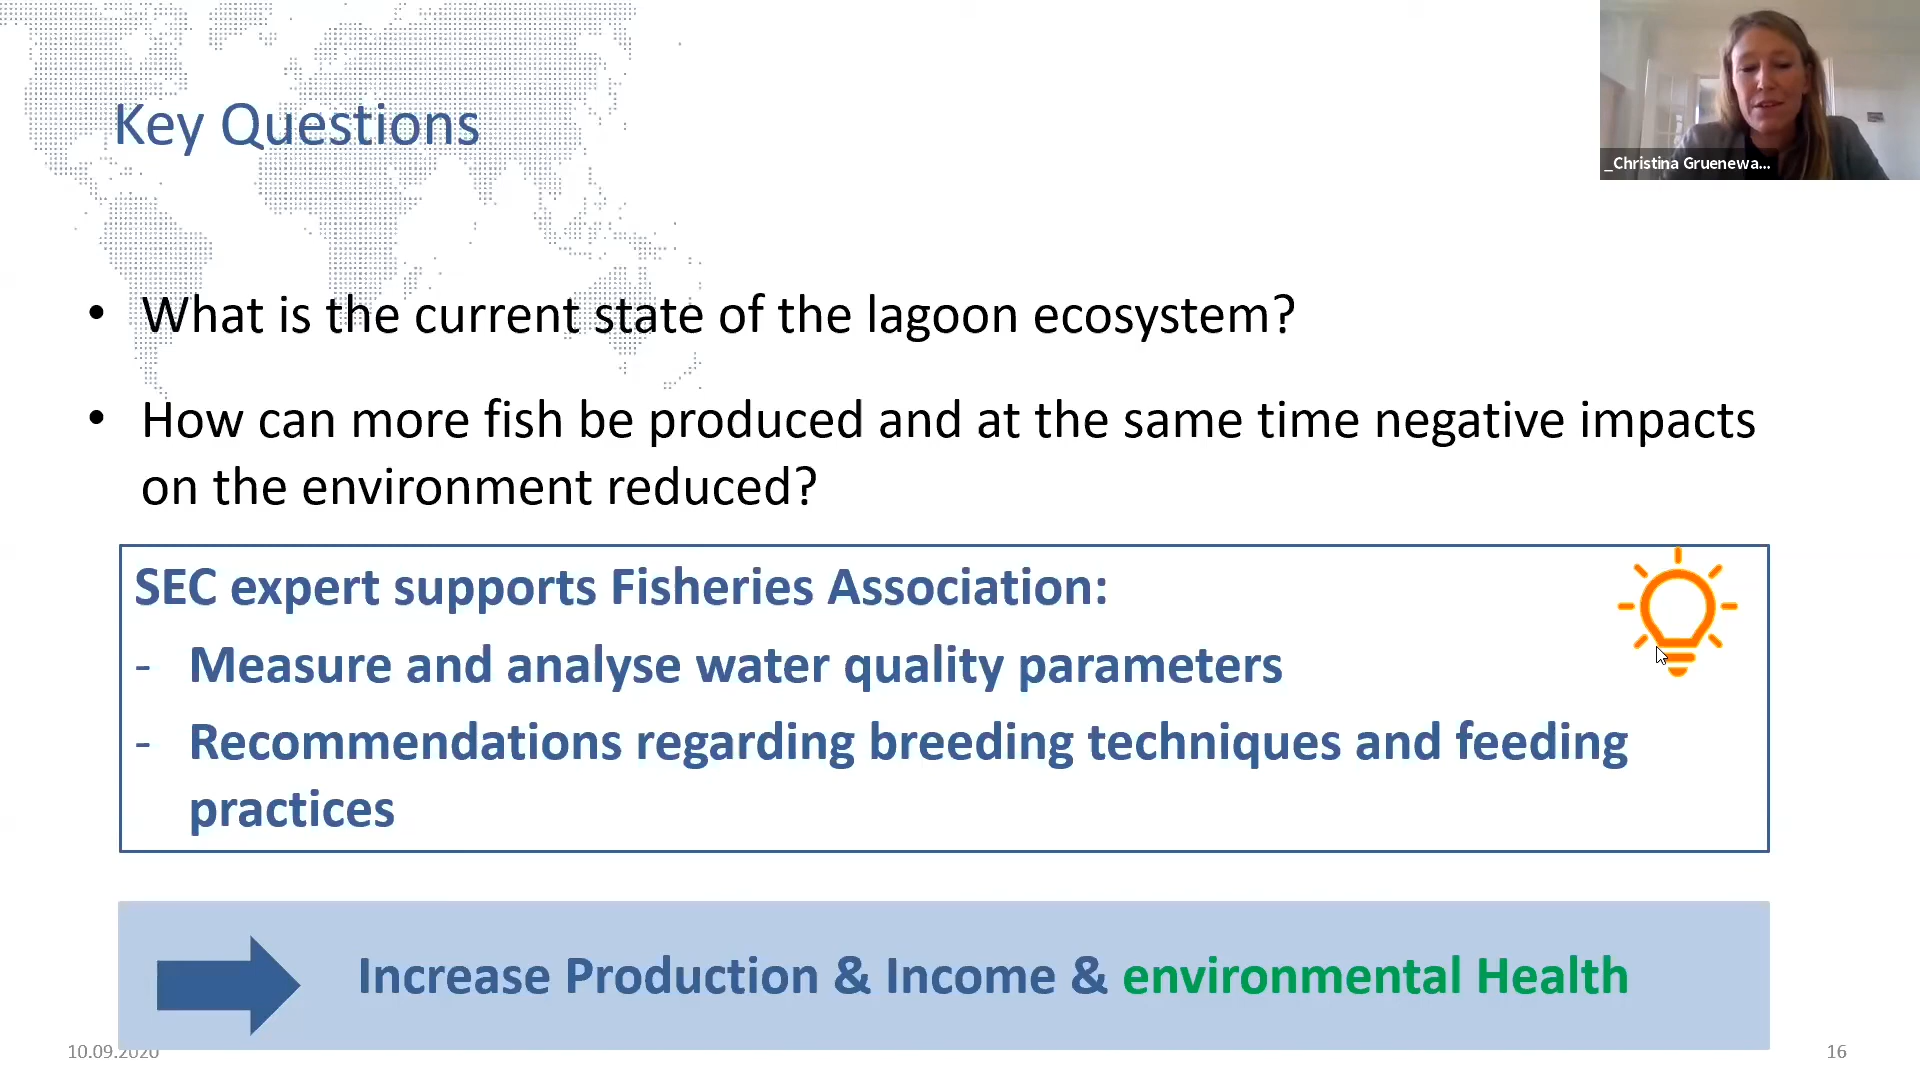 Key Questions
_Christina Gruenewa...
• What is the current state of the lagoon ecosystem?
• How can more fish be produced and at the same time negative impacts
on the environment reduced?
SEC expert supports Fisheries Association:
- Measure and analyse water quality parameters
- Recommendations regarding breeding techniques and feeding
practices
Increase Production & Income & environmental Health
10.09.2020
16